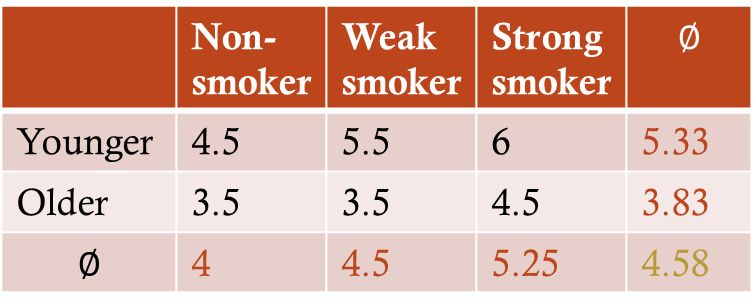 Non- Weak Strong Ø
smoker smoker smoker
Younger 4.5 5.5 6 5.33
Older 3.5 3.5 4.5 3.83
Ø 4 4.5 5.25 4.58